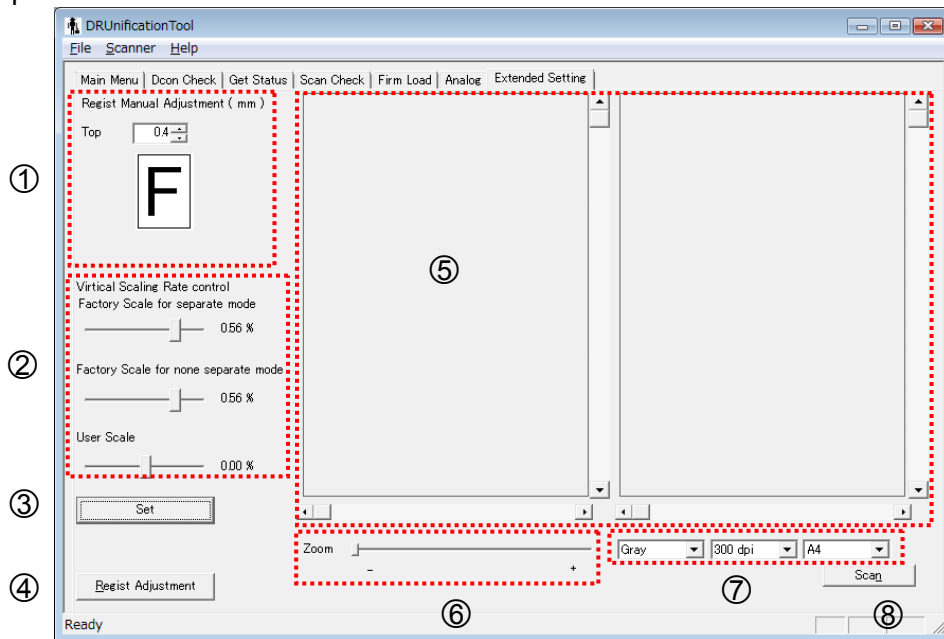 DRUnificationTool
File Scanner Help
Main Menu Dcon Check Get Status Scan Check Firm Load Analog Extended Setting
Regist Manual Adjustment ( mm )
Top 0.4
F
①
⑤
Virtical Scaling Rate control
Factory Scale for separate mode
0.56 %
②
Factory Scale for none separate mode
0.56 %
User Scale
0.00 %
③
Set
Zoom - +
Gray 300 dpi A4
Scan
④
Regist Adjustment
⑥
⑦
⑧
Ready